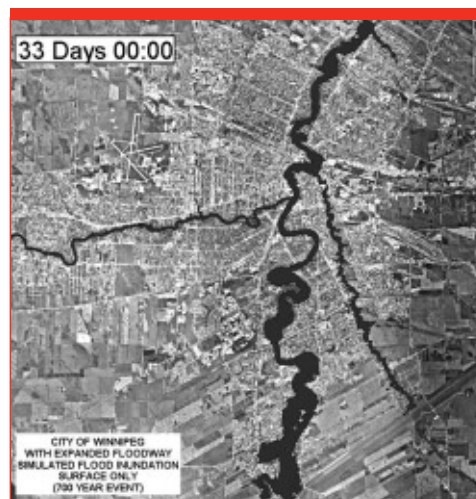 33 Days 00:00
CITY OF WINNIPEG
WITH EXPANDED FLOODWAY
SIMULATED FLOOD INUNDATION
SURFACE ONLY
(700 YEAR EVENT)